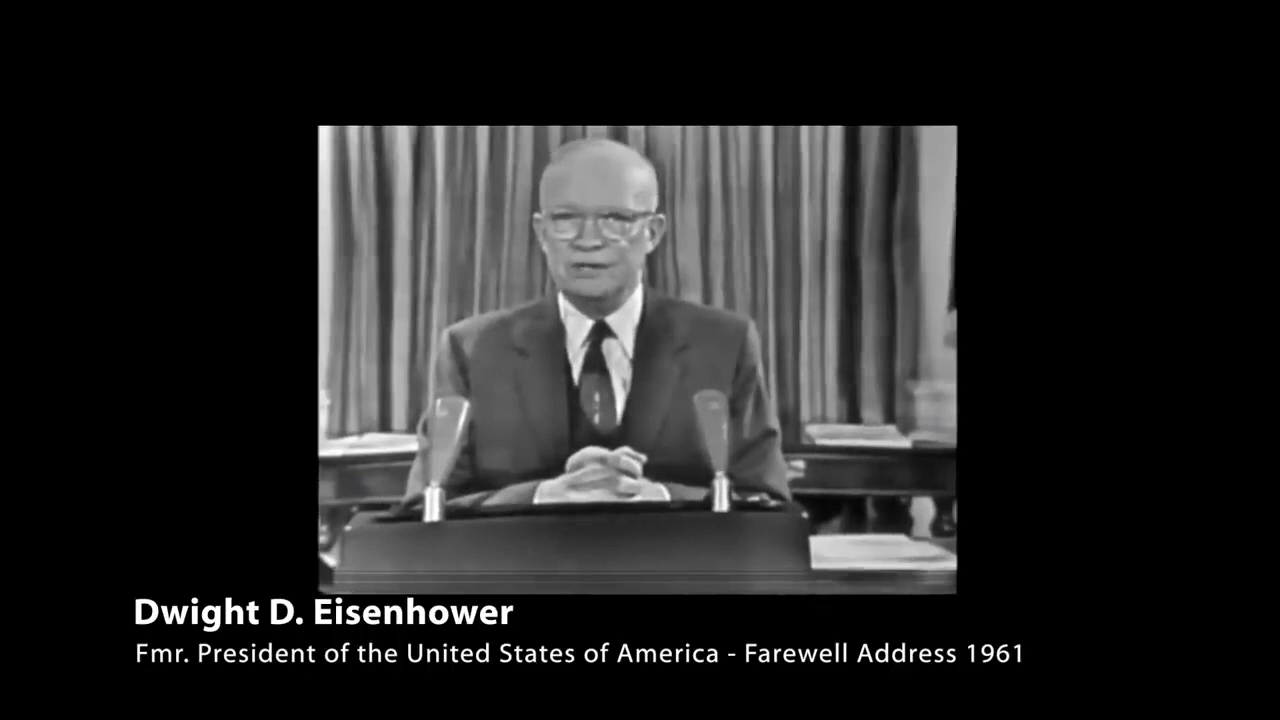 Dwight D. Eisenhower
Fmr. President of the United States of America - Farewell Address 1961